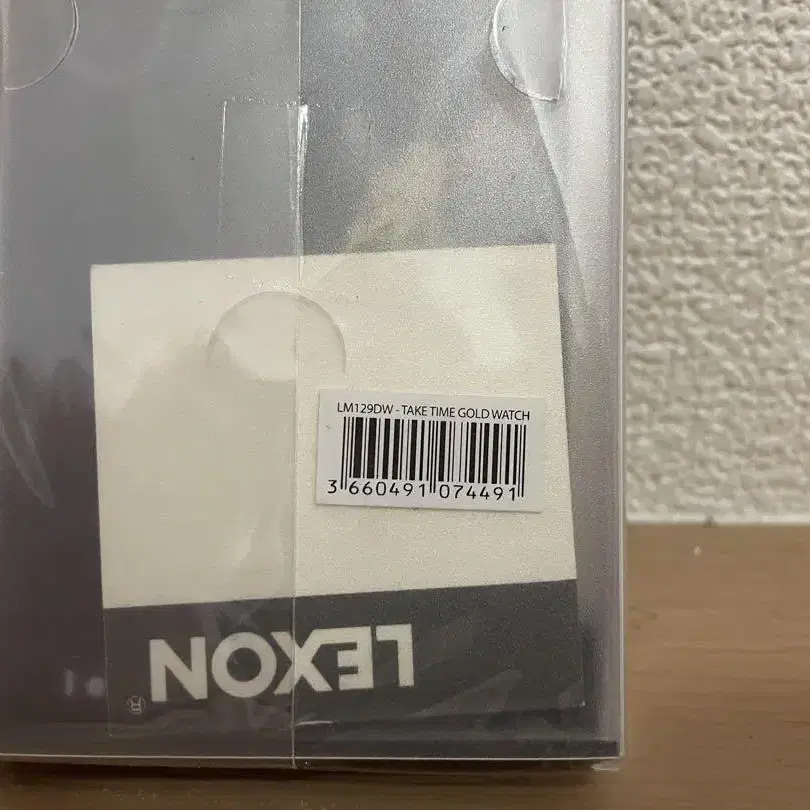 LM129DW - TAKE TIME GOLD WATCH
3 660491 074491
LEXON
®